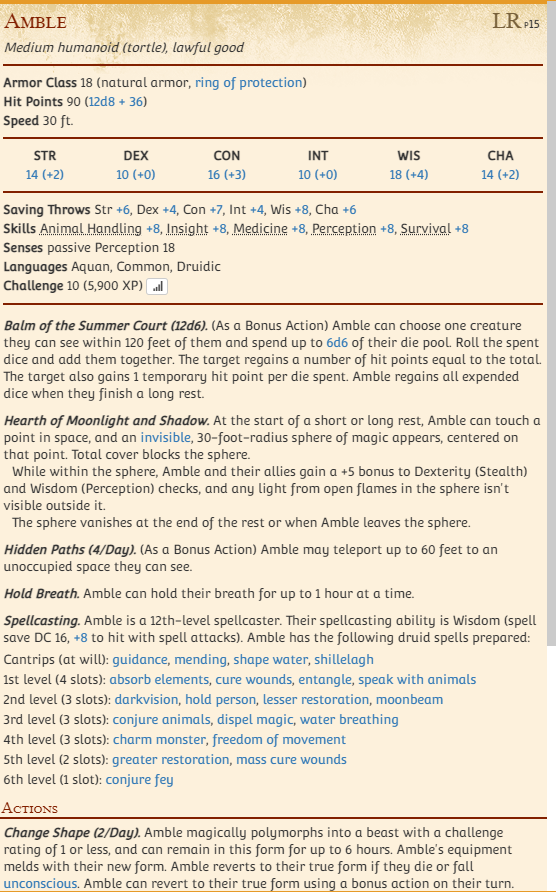 AMBLE
LR P15
Medium humanoid (tortle), lawful good
Armor Class 18 (natural armor, ring of protection)
Hit Points 90 (12d8 + 36)
Speed 30 ft.
STR DEX CON INT WIS CHA
14 (+2) 10 (+0) 16 (+3) 10 (+0) 18 (+4) 14 (+2)
Saving Throws Str +6, Dex +4, Con +7, Int +4, Wis +8, Cha +6
Skills Animal Handling +8, Insight +8, Medicine +8, Perception +8, Survival +8
Senses passive Perception 18
Languages Aquan, Common, Druidic
Challenge 10 (5,900 XP)
Balm of the Summer Court (12d6). (As a Bonus Action) Amble can choose one creature
they can see within 120 feet of them and spend up to 6d6 of their die pool. Roll the spent
dice and add them together. The target regains a number of hit points equal to the total.
The target also gains 1 temporary hit point per die spent. Amble regains all expended
dice when they finish a long rest.
Hearth of Moonlight and Shadow. At the start of a short or long rest, Amble can touch a
point in space, and an invisible, 30-foot-radius sphere of magic appears, centered on
that point. Total cover blocks the sphere.
While within the sphere, Amble and their allies gain a +5 bonus to Dexterity (Stealth)
and Wisdom (Perception) checks, and any light from open flames in the sphere isn't
visible outside it.
The sphere vanishes at the end of the rest or when Amble leaves the sphere.
Hidden Paths (4/Day). (As a Bonus Action) Amble may teleport up to 60 feet to an
unoccupied space they can see.
Hold Breath. Amble can hold their breath for up to 1 hour at a time.
Spellcasting. Amble is a 12th-level spellcaster. Their spellcasting ability is Wisdom (spell
save DC 16, +8 to hit with spell attacks). Amble has the following druid spells prepared:
Cantrips (at will): guidance, mending, shape water, shillelagh
1st level (4 slots): absorb elements, cure wounds, entangle, speak with animals
2nd level (3 slots): darkvision, hold person, lesser restoration, moonbeam
3rd level (3 slots): conjure animals, dispel magic, water breathing
4th level (3 slots): charm monster, freedom of movement
5th level (2 slots): greater restoration, mass cure wounds
6th level (1 slot): conjure fey
ACTIONS
Change Shape (2/Day). Amble magically polymorphs into a beast with a challenge
rating of 1 or less, and can remain in this form for up to 6 hours. Amble's equipment
melds with their new form. Amble reverts to their true form if they die or fall
unconscious. Amble can revert to their true form using a bonus action on their turn.